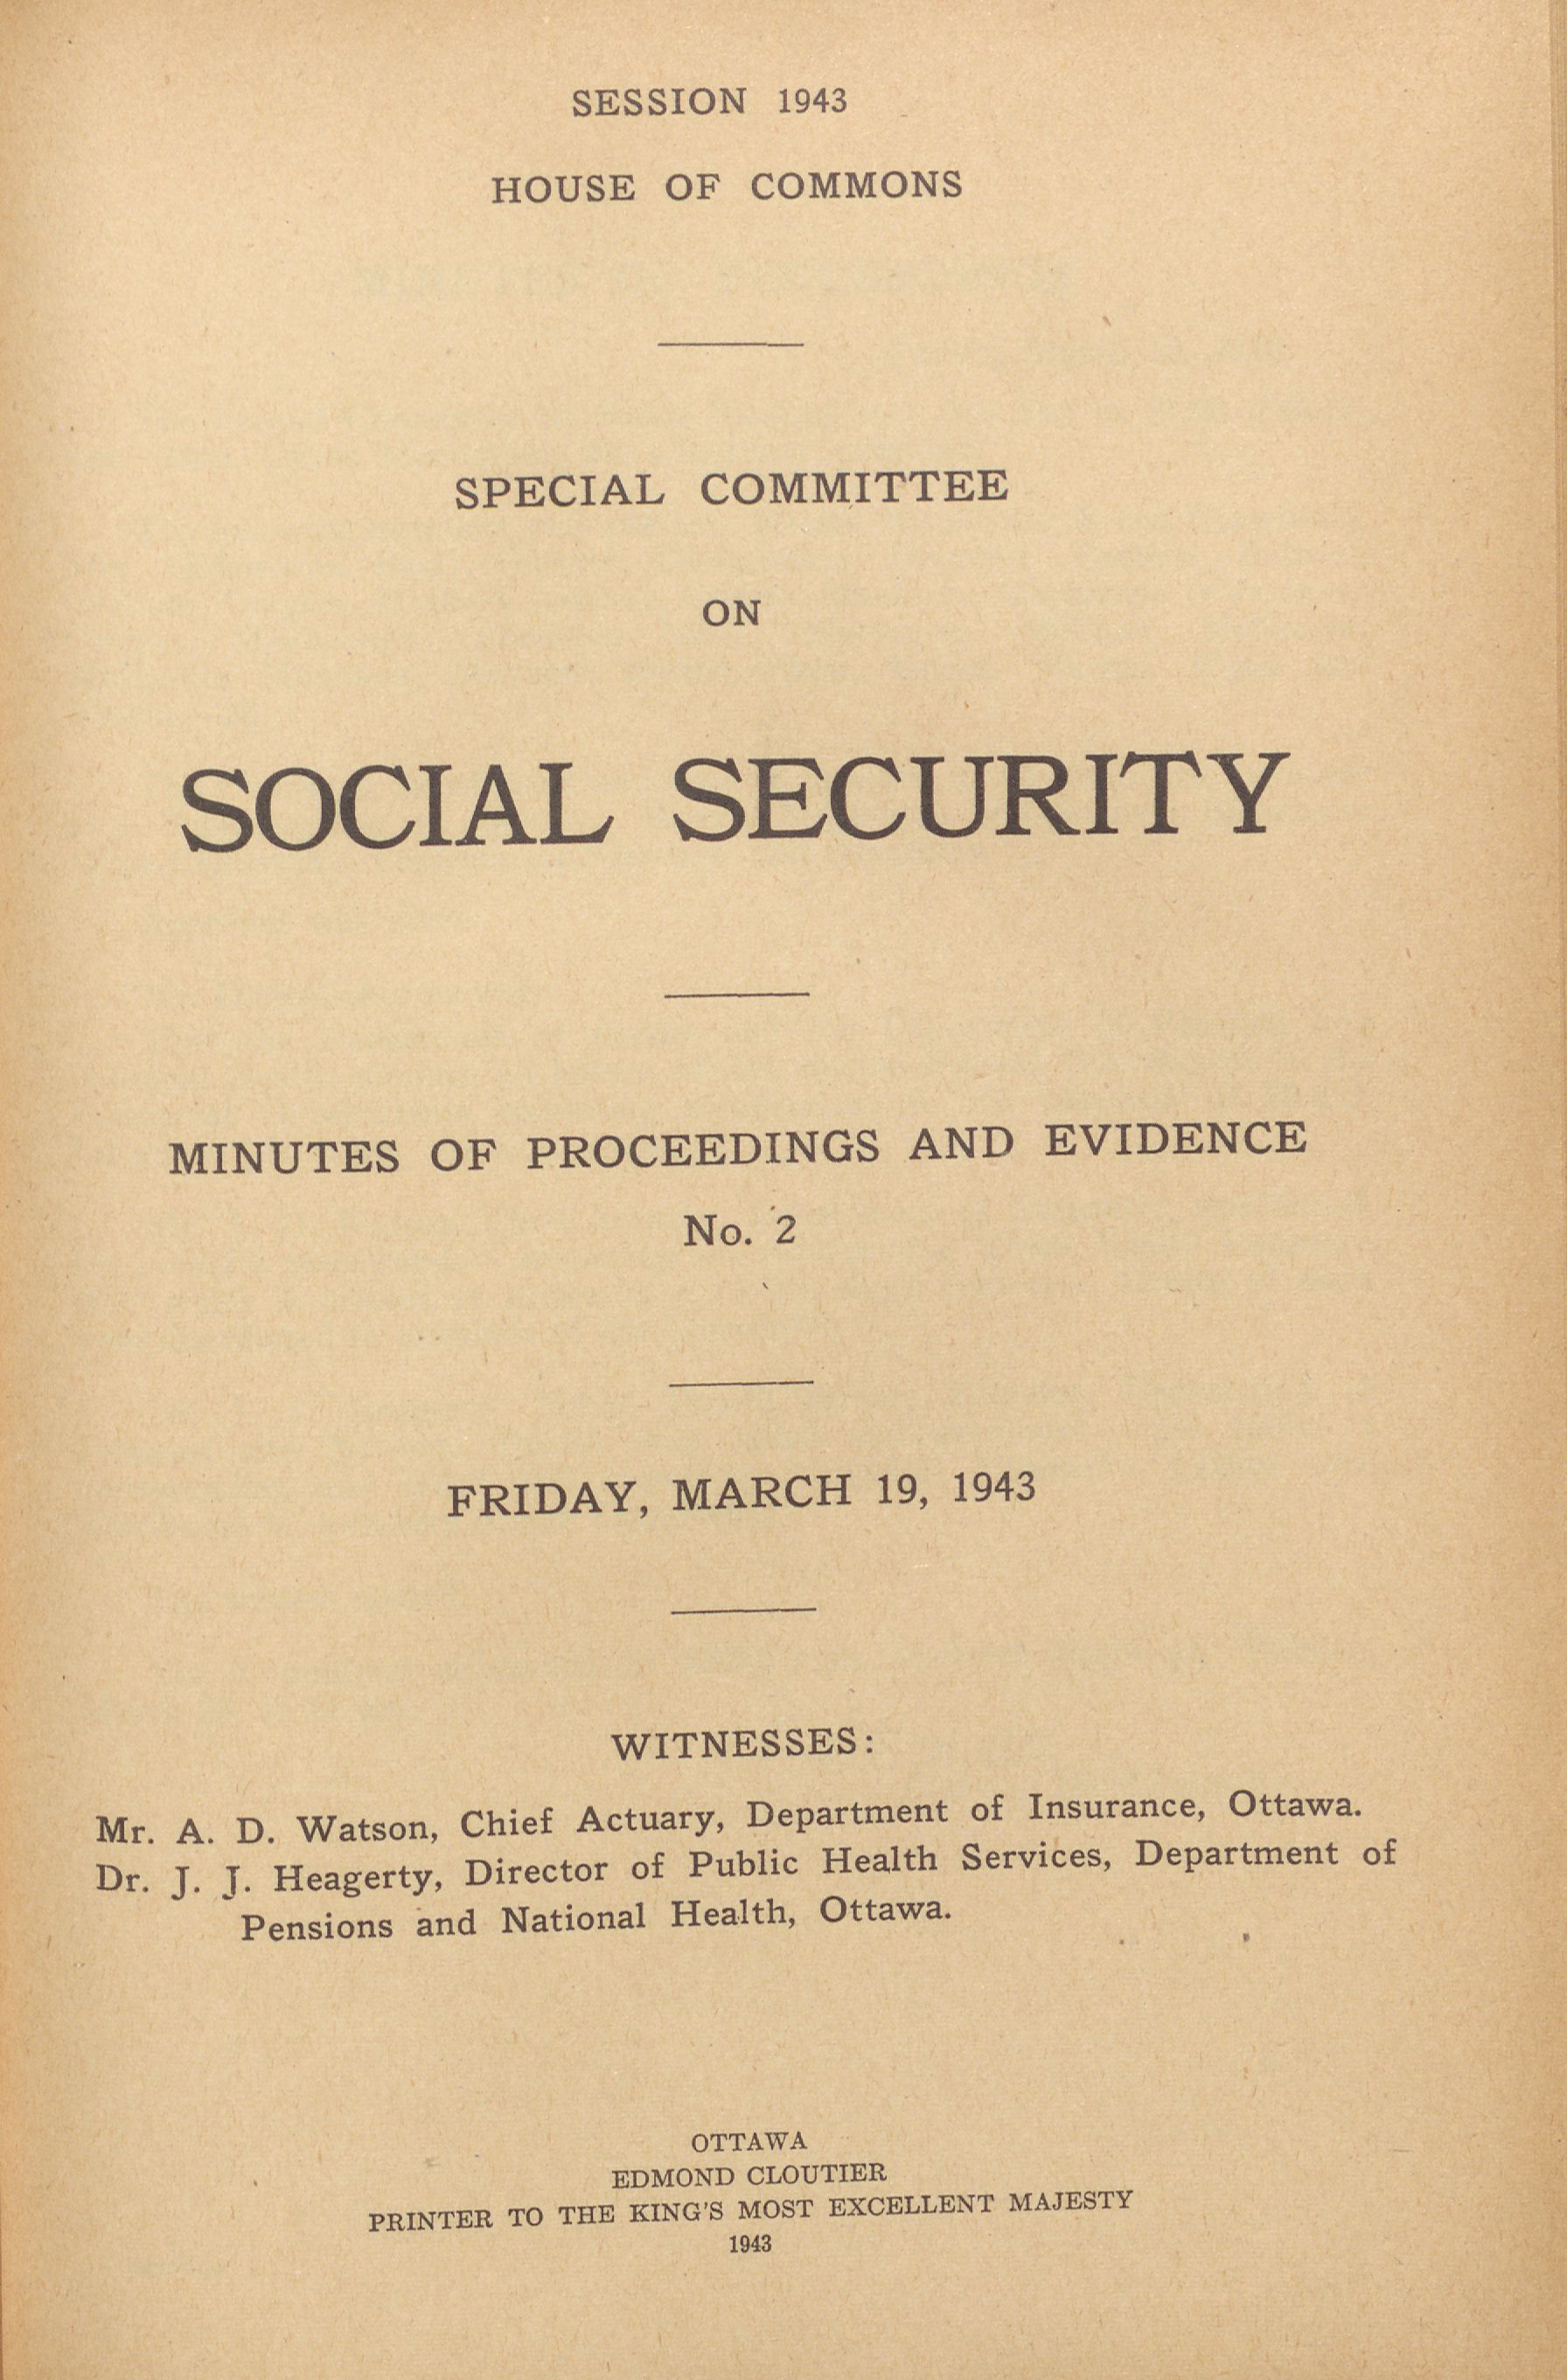 SESSION 1943
HOUSE OF COMMONS
SPECIAL COMMITTEE
ON
SOCIAL SECURITY
MINUTES OF PROCEEDINGS AND EVIDENCE
No. 2
FRIDAY, MARCH 19, 1943
WITNESSES:
Mr. A. D. Watson, Chief Actuary, Department of Insurance, Ottawa.
Dr. J. J. Heagerty, Director of Public Health Services, Department of
Pensions and National Health, Ottawa.
OTTAWA
EDMOND CLOUTIER
PRINTER TO THE KING'S MOST EXCELLENT MAJESTY
1943